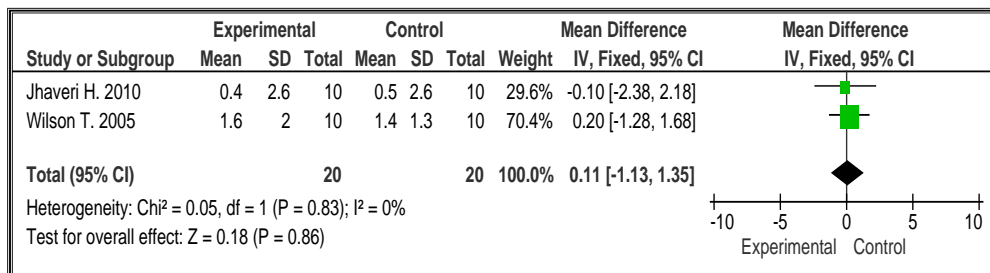 Experimental Control Mean Difference Mean Difference
Study or Subgroup Mean SD Total Mean SD Total Weight IV, Fixed, 95% CI IV, Fixed, 95% CI
Jhaveri H. 2010 0.4 2.6 10 0.5 2.6 10 29.6% -0.10 [-2.38, 2.18]
Wilson T. 2005 1.6 2 10 1.4 1.3 10 70.4% 0.20 [-1.28, 1.68]
Total (95% CI) 20 20 100.0% 0.11 [-1.13, 1.35]
Heterogeneity: Chi² = 0.05, df = 1 (P = 0.83); I² = 0%
Test for overall effect: Z = 0.18 (P = 0.86)
-10 -5 0 5 10
Experimental Control